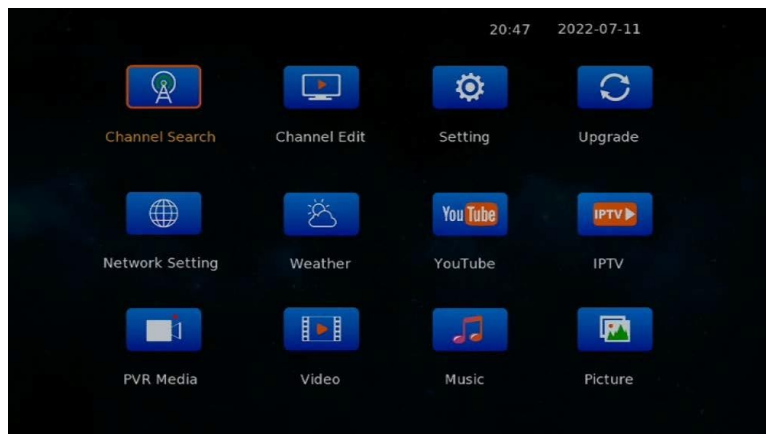 20:47 2022-07-11
Channel Search Channel Edit Setting Upgrade
You Tube IPTV
Network Setting Weather YouTube IPTV
PVR Media Video Music Picture